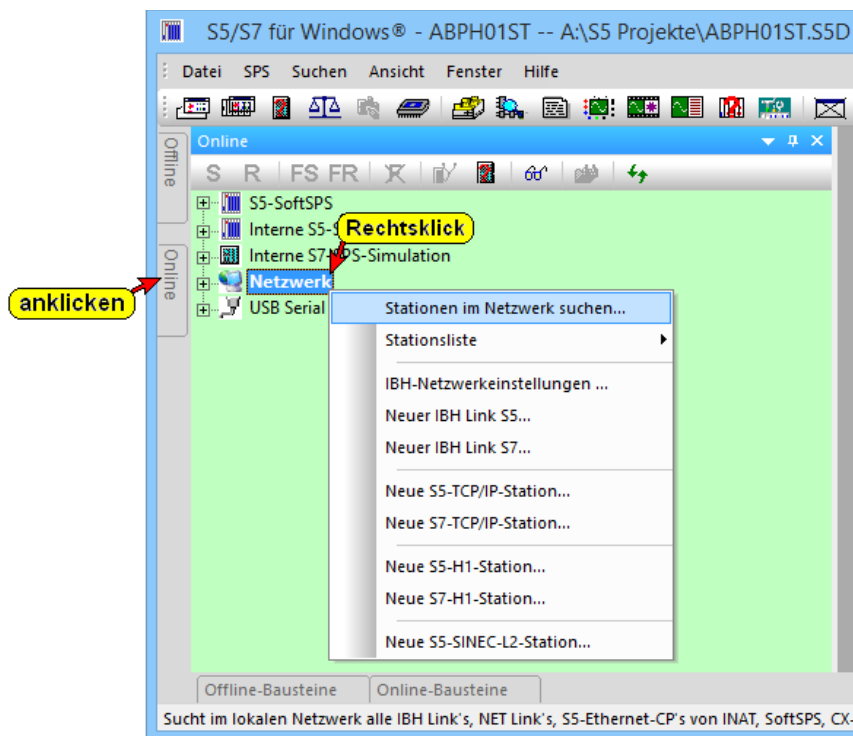 S5/S7 für Windows® - ABPH01ST -- A:\S5 Projekte\ABPH01ST.S5D
Datei SPS Suchen Ansicht Fenster Hilfe
Offline
Online
Online
S R FS FR
S5-SoftSPS
Interne S5-S
Rechtsklick
Interne S7-SPS-Simulation
Netzwerk
anklicken
USB Serial
Stationen im Netzwerk suchen...
Stationsliste
IBH-Netzwerkeinstellungen ...
Neuer IBH Link S5...
Neuer IBH Link S7...
Neue S5-TCP/IP-Station...
Neue S7-TCP/IP-Station...
Neue S5-H1-Station...
Neue S7-H1-Station...
Neue S5-SINEC-L2-Station...
Offline-Bausteine Online-Bausteine
Sucht im lokalen Netzwerk alle IBH Link's, NET Link's, S5-Ethernet-CP's von INAT, SoftSPS, CX-